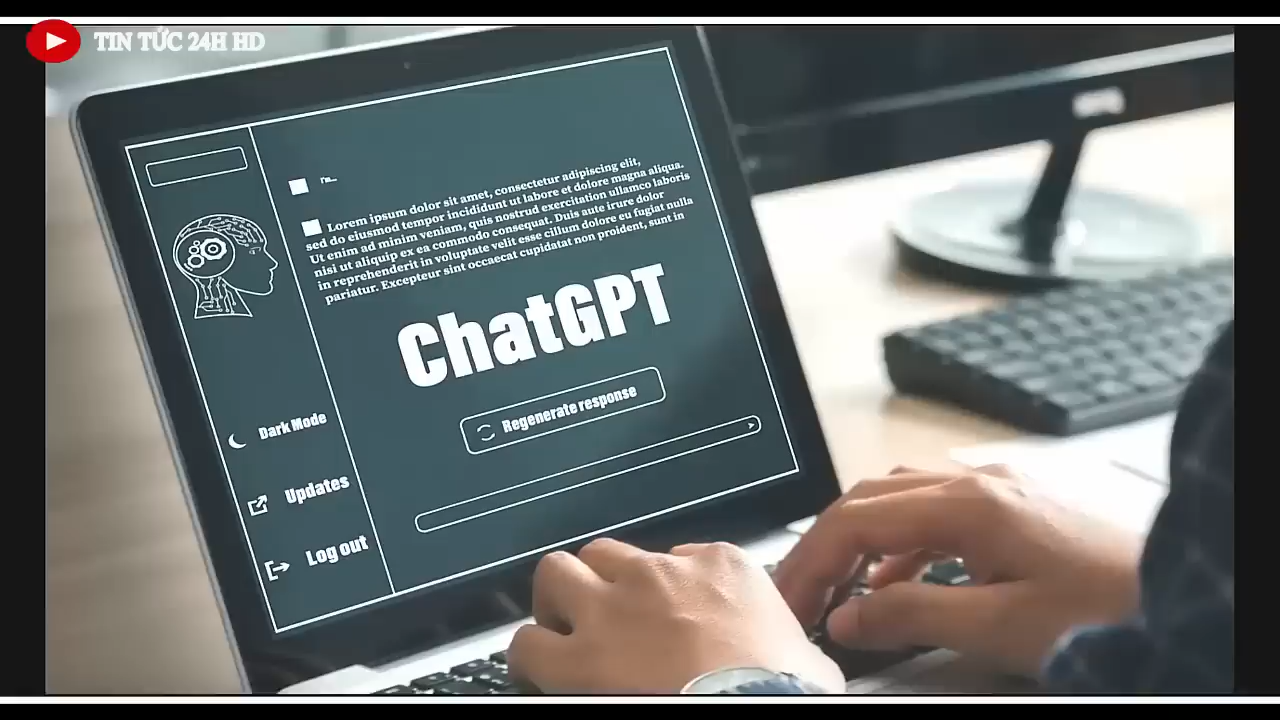 TIN TỨC 24H HD
Lorem ipsum dolor sit amet, consectetur adipiscing elit,
sed do eiusmod tempor incididunt ut labore et dolore magna aliqua.
Ut enim ad minim veniam, quis nostrud exercitation ullamco laboris
nisi ut aliquip ex ea commodo consequat. Duis aute irure dolor
in reprehenderit in voluptate velit esse cillum dolore eu fugiat nulla
pariatur. Excepteur sint occaecat cupidatat non proident, sunt in
ChatGPT
Regenerate response
Dark Mode
Updates
Log out